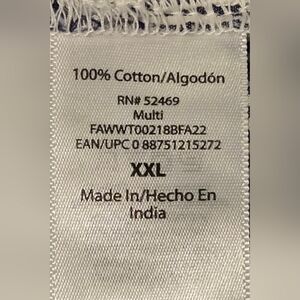 100% Cotton/Algodón
RN# 52469
Multi
FAWWT00218BFA22
EAN/UPC 0 88751215272
XXL
Made In/Hecho En
India